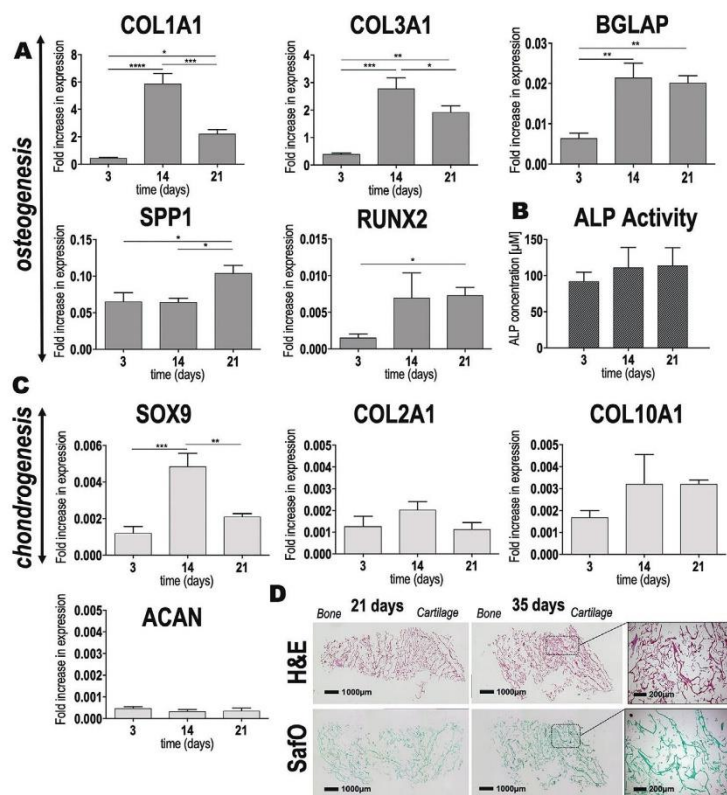 COL1A1
COL3A1
BGLAP
A
osteogenesis
Fold increase in expression
8
6
4
2
0
****
*
***
3 14 21
time (days)
Fold increase in expression
4
3
2
1
0
***
**
*
3 14 21
time (days)
Fold increase in expression
0.03
0.02
0.01
0.00
**
**
3 14 21
time (days)
SPP1
RUNX2
B
ALP Activity
Fold increase in expression
0.15
0.10
0.05
0.00
*
*
3 14 21
time (days)
Fold increase in expression
0.015
0.010
0.005
0.000
*
3 14 21
time (days)
ALP concentration [µM]
150
100
50
0
3 14 21
time (days)
C
chondrogenesis
SOX9
COL2A1
COL10A1
Fold increase in expression
0.006
0.004
0.002
0.000
***
**
3 14 21
time (days)
Fold increase in expression
0.005
0.004
0.003
0.002
0.001
0.000
3 14 21
time (days)
Fold increase in expression
0.005
0.004
0.003
0.002
0.001
0.000
3 14 21
time (days)
ACAN
Fold increase in expression
0.005
0.004
0.003
0.002
0.001
0.000
3 14 21
time (days)
D
21 days
35 days
Bone Cartilage
Bone Cartilage
H&E
1000µm
1000µm
200µm
SafO
1000µm
1000µm
200µm